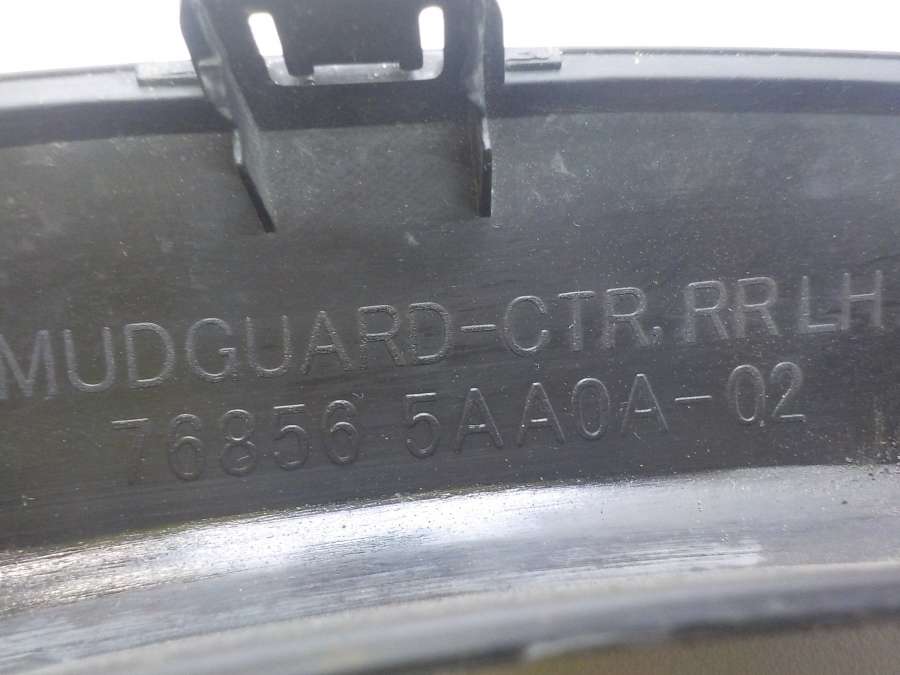 MUDGUARD-CTR, RR LH
76856 5AA0A-02